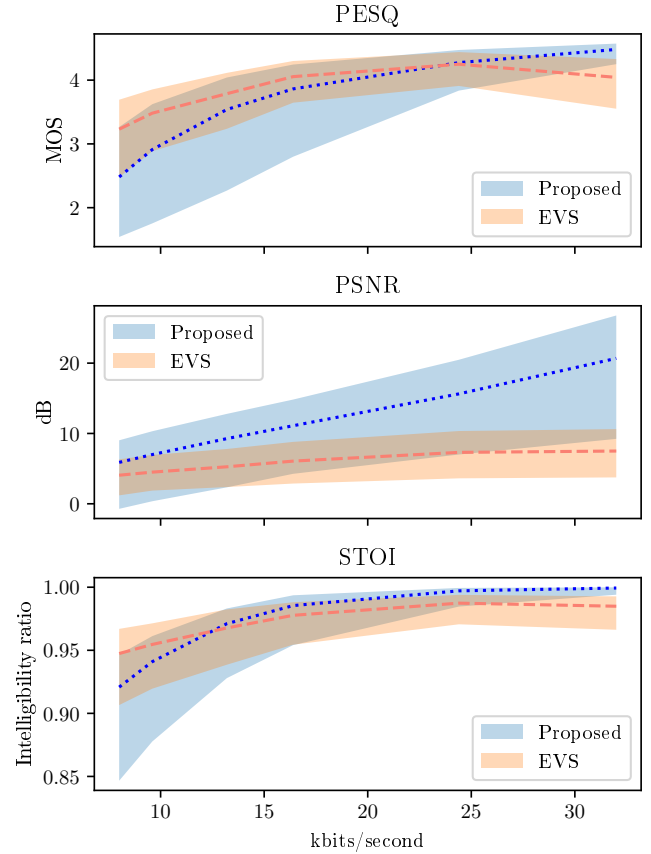 PESQ
4
3
2
MOS
Proposed
EVS
PSNR
Proposed
EVS
20
10
0
dB
STOI
1.00
0.95
0.90
0.85
Intelligibility ratio
Proposed
EVS
10 15 20 25 30
kbits/second